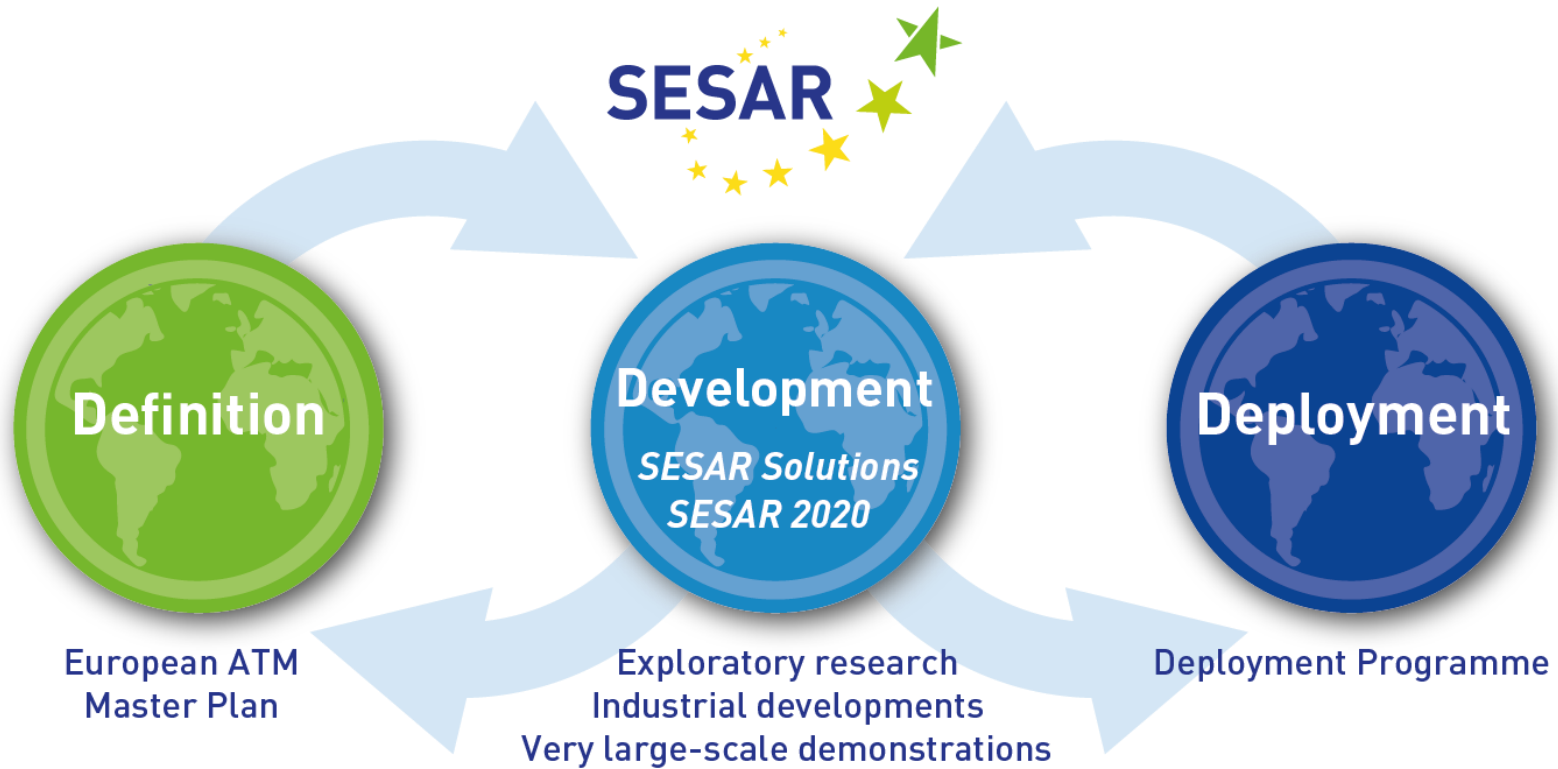 SESAR
Definition
European ATM
Master Plan
Development
SESAR Solutions
SESAR 2020
Exploratory research
Industrial developments
Very large-scale demonstrations
Deployment
Deployment Programme